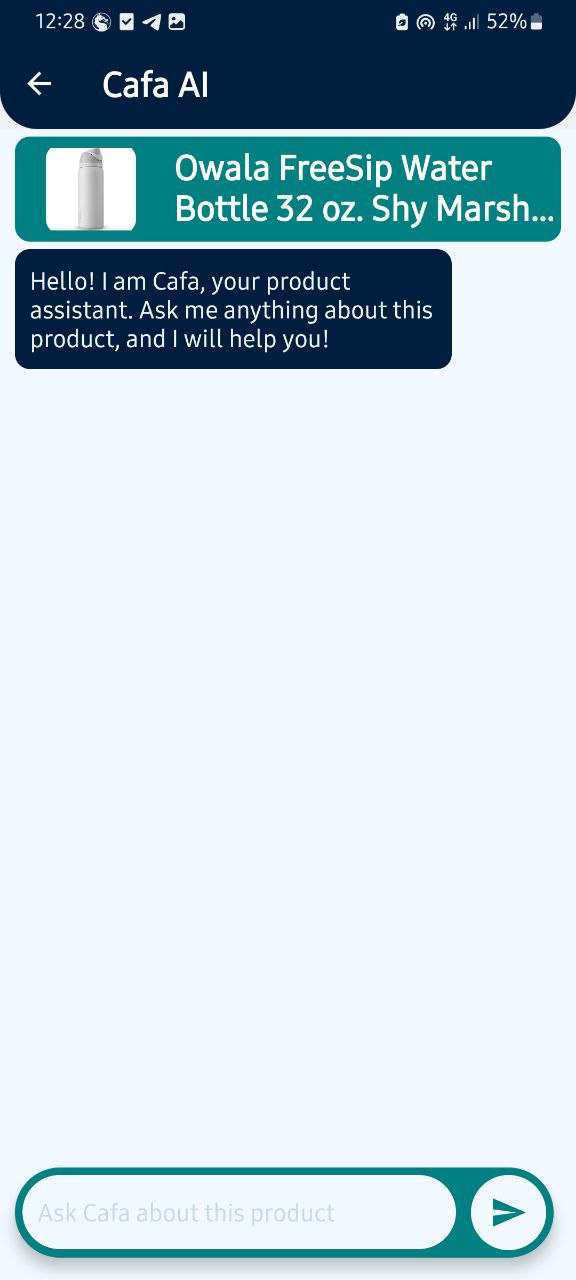 12:28
4G
52%
Cafa AI
Owala FreeSip Water
Bottle 32 oz. Shy Marsh...
Hello! I am Cafa, your product
assistant. Ask me anything about this
product, and I will help you!
Ask Cafa about this product